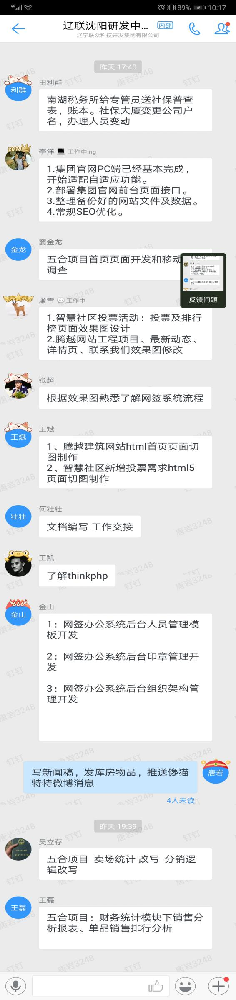 4G
89%
10:17
辽联沈阳研发中...
内部
辽宁联众科技开发集团有限公司
昨天 17:40
利群
田利群
南湖税务所给专管员送社保普查
表，账本。社保大厦变更公司户
名，办理人员变动
2018
李洋 工作中ing
1.集团官网PC端已经基本完成，
开始适配自适应功能。
2.部署集团官网前台页面接口。
3.整理备份好的网站文件及数据。
4.常规SEO优化。
金龙
窦金龙
五合项目首页页面开发和移动
调查
反馈问题
廉雪 工作中
1.智慧社区投票活动：投票及排行
榜页面效果图设计
2.腾越网站工程项目、最新动态、
详情页、联系我们效果图修改
张超
根据效果图熟悉了解网签系统流程
王斌
王斌
1、腾越建筑网站html首页页面切
图制作
2、智慧社区新增投票需求html5
页面切图制作
壮壮
何壮壮
文档编写 工作交接
王凯
了解thinkphp
666
金山
金山
1：网签办公系统后台人员管理模
板开发
2：网签办公系统后台印章管理开
发
3：网签办公系统后台组织架构管
理开发
写新闻稿，发库房物品，推送馋猫
特特微博消息
唐岩
4人未读
昨天 19:39
吴立存
五合项目 卖场统计 改写 分销逻
辑改写
王磊
王磊
五合项目：财务统计模块下销售分
析报表、单品销售排行分析
唐岩3248
钉钉